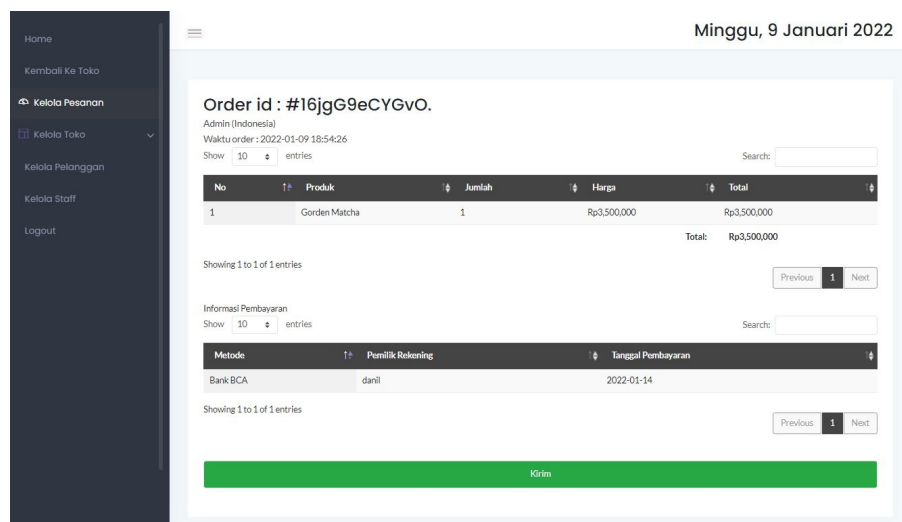 Minggu, 9 Januari 2022
Home
Kembali Ke Toko
Kelola Pesanan
Kelola Toko
Kelola Pelanggan
Kelola Staff
Logout
Order id : #16jgG9eCYGvO.
Admin (Indonesia)
Waktu order : 2022-01-09 18:54:26
Show 10 entries Search:
No Produk Jumlah Harga Total
1 Gorden Matcha 1 Rp3,500,000 Rp3,500,000
Total: Rp3,500,000
Showing 1 to 1 of 1 entries
Previous 1 Next
Informasi Pembayaran
Show 10 entries Search:
Metode Pemilik Rekening Tanggal Pembayaran
Bank BCA danil 2022-01-14
Showing 1 to 1 of 1 entries
Previous 1 Next
Kirim